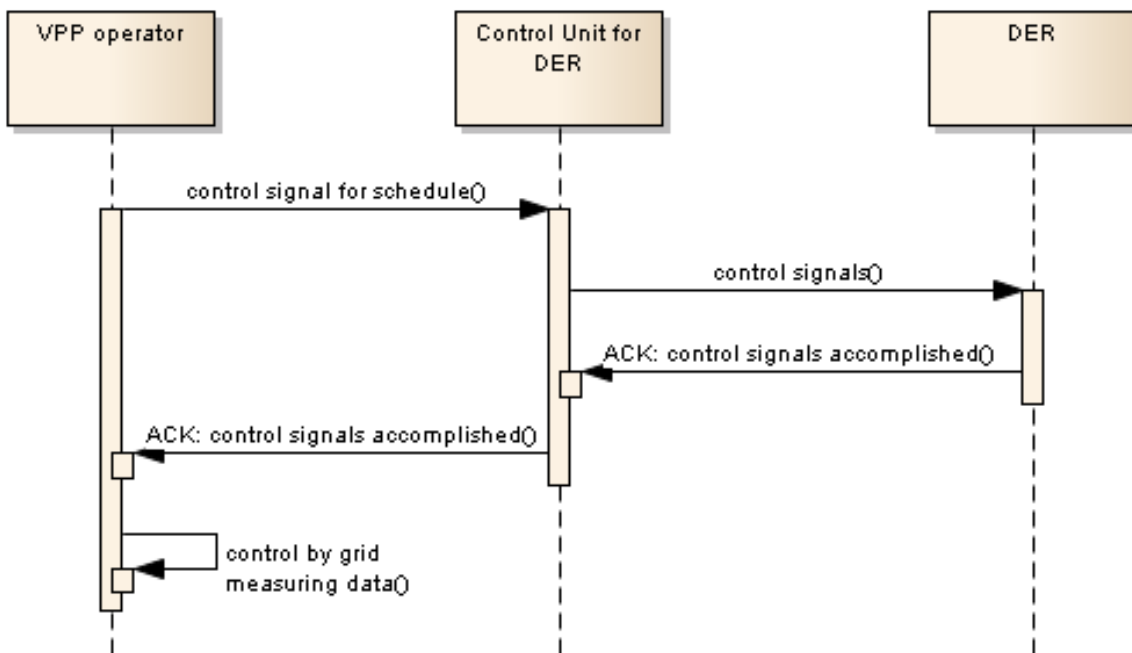 VPP operator
Control Unit for
DER
DER
control signal for schedule()
control signals()
ACK: control signals accomplished()
ACK: control signals accomplished()
control by grid
measuring data()